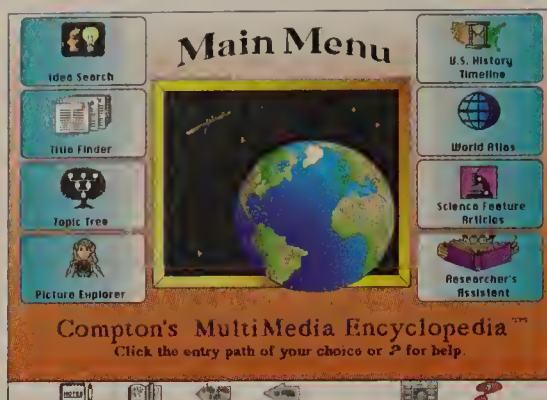 Main Menu
Idea Search
Title Finder
Topic Tree
Picture Explorer
U.S. History
Timeline
World Atlas
Science Feature
Articles
Researcher's
Assistant
Compton's MultiMedia Encyclopedia™
Click the entry path of your choice or ? for help.
NOTES